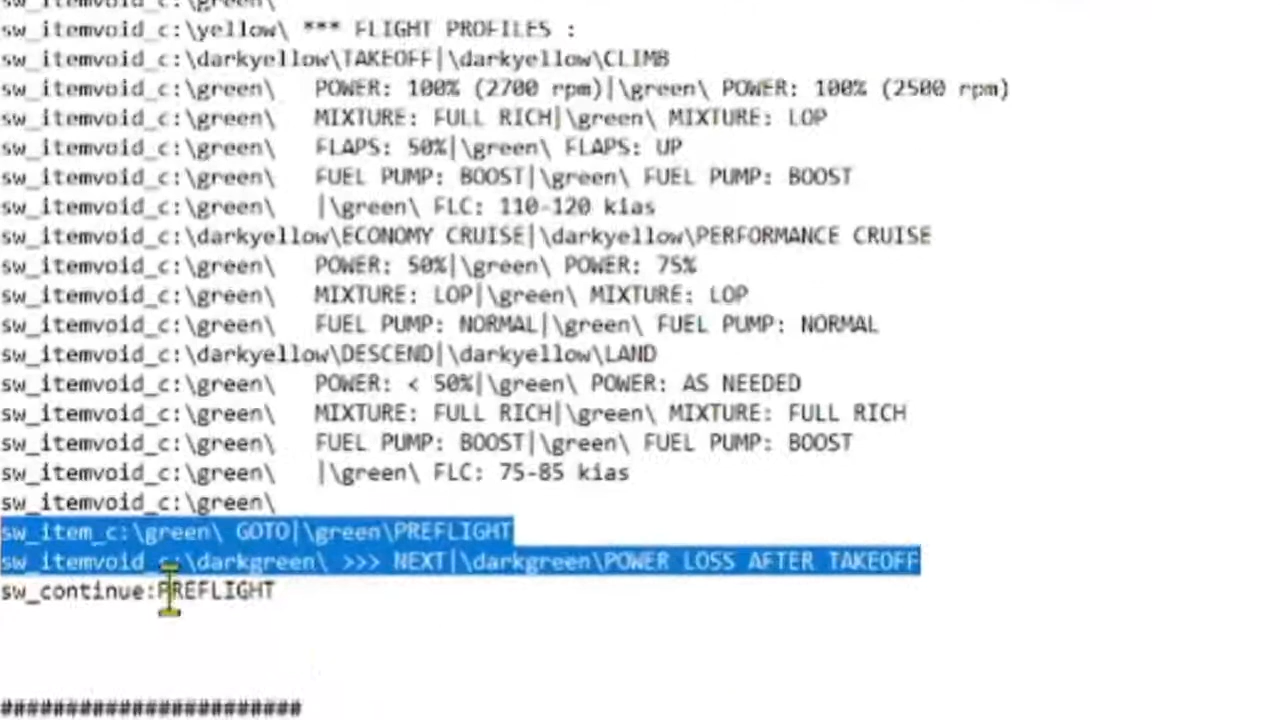 sw_itemvoid_c:\green\
sw_itemvoid_c:\yellow\ *** FLIGHT PROFILES :
sw_itemvoid_c:\darkyellow\TAKEOFF|\darkyellow\CLIMB
sw_itemvoid_c:\green\   POWER: 100% (2700 rpm)|\green\ POWER: 100% (2500 rpm)
sw_itemvoid_c:\green\   MIXTURE: FULL RICH|\green\ MIXTURE: LOP
sw_itemvoid_c:\green\   FLAPS: 50%|\green\ FLAPS: UP
sw_itemvoid_c:\green\   FUEL PUMP: BOOST|\green\ FUEL PUMP: BOOST
sw_itemvoid_c:\green\   |\green\ FLC: 110-120 kias
sw_itemvoid_c:\darkyellow\ECONOMY CRUISE|\darkyellow\PERFORMANCE CRUISE
sw_itemvoid_c:\green\   POWER: 50%|\green\ POWER: 75%
sw_itemvoid_c:\green\   MIXTURE: LOP|\green\ MIXTURE: LOP
sw_itemvoid_c:\green\   FUEL PUMP: NORMAL|\green\ FUEL PUMP: NORMAL
sw_itemvoid_c:\darkyellow\DESCEND|\darkyellow\LAND
sw_itemvoid_c:\green\   POWER: < 50%|\green\ POWER: AS NEEDED
sw_itemvoid_c:\green\   MIXTURE: FULL RICH|\green\ MIXTURE: FULL RICH
sw_itemvoid_c:\green\   FUEL PUMP: BOOST|\green\ FUEL PUMP: BOOST
sw_itemvoid_c:\green\   |\green\ FLC: 75-85 kias
sw_itemvoid_c:\green\
sw_item_c:\green\ GOTO|\green\PREFLIGHT
sw_itemvoid_c:\darkgreen\ >>> NEXT|\darkgreen\POWER LOSS AFTER TAKEOFF
sw_continue:PREFLIGHT
#######################